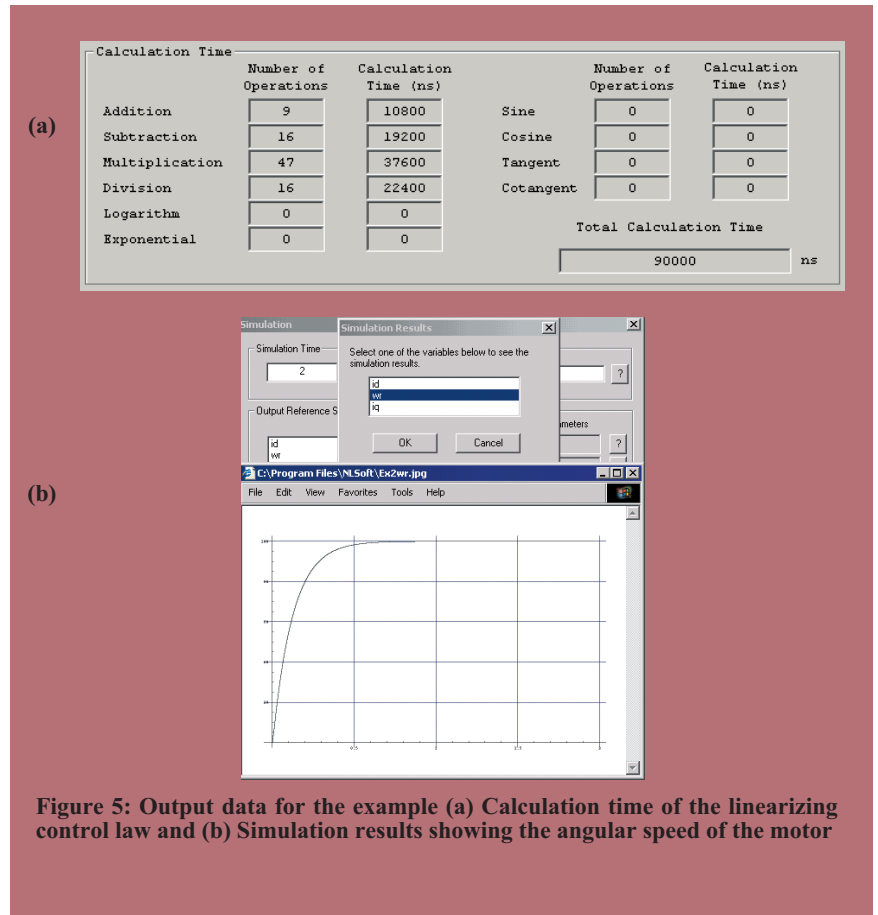 (a)
Calculation Time
Number of Operations Calculation Time (ns) Number of Operations Calculation Time (ns)
Addition 9 10800 Sine 0 0
Subtraction 16 19200 Cosine 0 0
Multiplication 47 37600 Tangent 0 0
Division 16 22400 Cotangent 0 0
Logarithm 0 0
Total Calculation Time
Exponential 0 0
90000 ns
(b)
Simulation
Simulation Results
Simulation Time
2
?
Select one of the variables below to see the
simulation results.
id
wr
iq
OK Cancel
Output Reference S
id
wr
meters
?
C:\Program Files\NLSoft\Ex2wr.jpg
File Edit View Favorites Tools Help
0.5
Figure 5: Output data for the example (a) Calculation time of the linearizing
control law and (b) Simulation results showing the angular speed of the motor